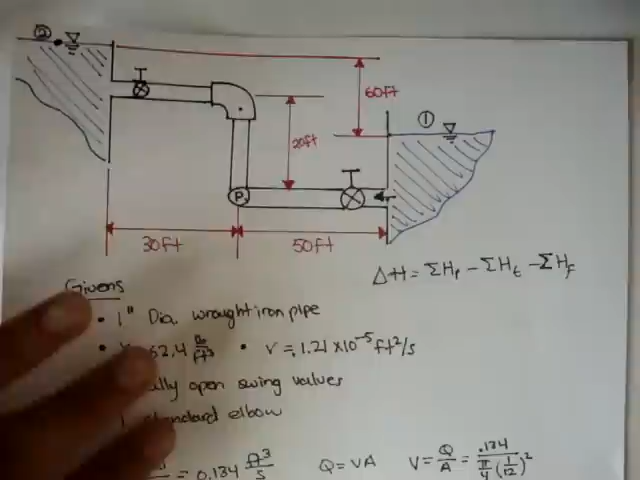 ②
60ft
①
20ft
P
30ft
50ft
ΔH = ΣHp - ΣHt - ΣHf
Givens
• 1" Dia. wrought iron pipe
62.4 lb/ft³ • ν = 1.21 x10⁻⁵ ft²/s
open swing valves
standard elbow
= 0.134 ft³/s Q = VA V = Q/A = .134/(π/4 (1/12)²)